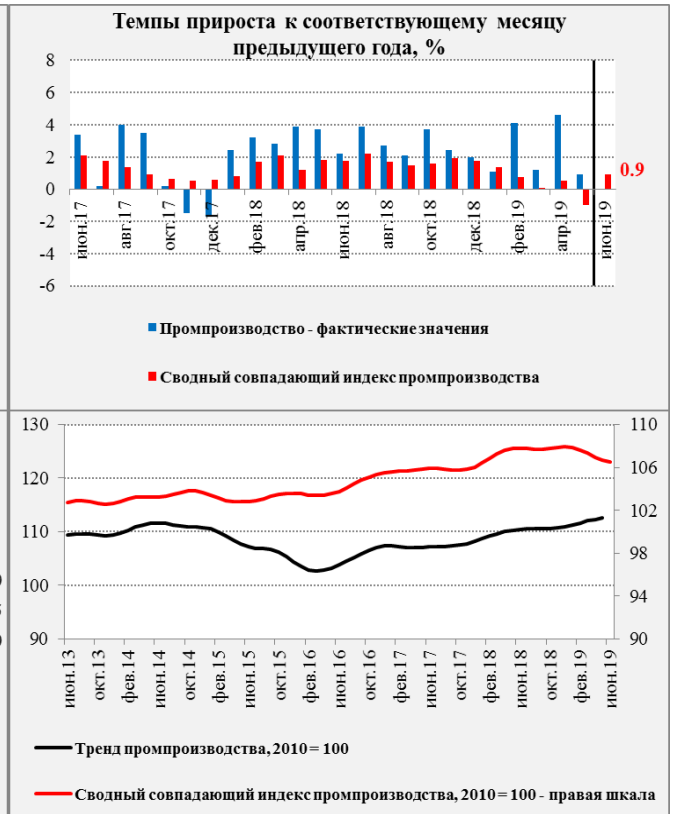 Темпы прироста к соответствующему месяцу
предыдущего года, %
8
6
4
2
0
-2
-4
-6
0.9
июн.17
авг.17
окт.17
дек.17
фев.18
апр.18
июн.18
авг.18
окт.18
дек.18
фев.19
апр.19
июн.19
Промпроизводство - фактические значения
Сводный совпадающий индекс промпроизводства
130
120
110
100
90
110
106
102
98
94
90
июн.13
окт.13
фев.14
июн.14
окт.14
фев.15
июн.15
окт.15
фев.16
июн.16
окт.16
фев.17
июн.17
окт.17
фев.18
июн.18
окт.18
фев.19
июн.19
Тренд промпроизводства, 2010 = 100
Сводный совпадающий индекс промпроизводства, 2010 = 100 - правая шкала